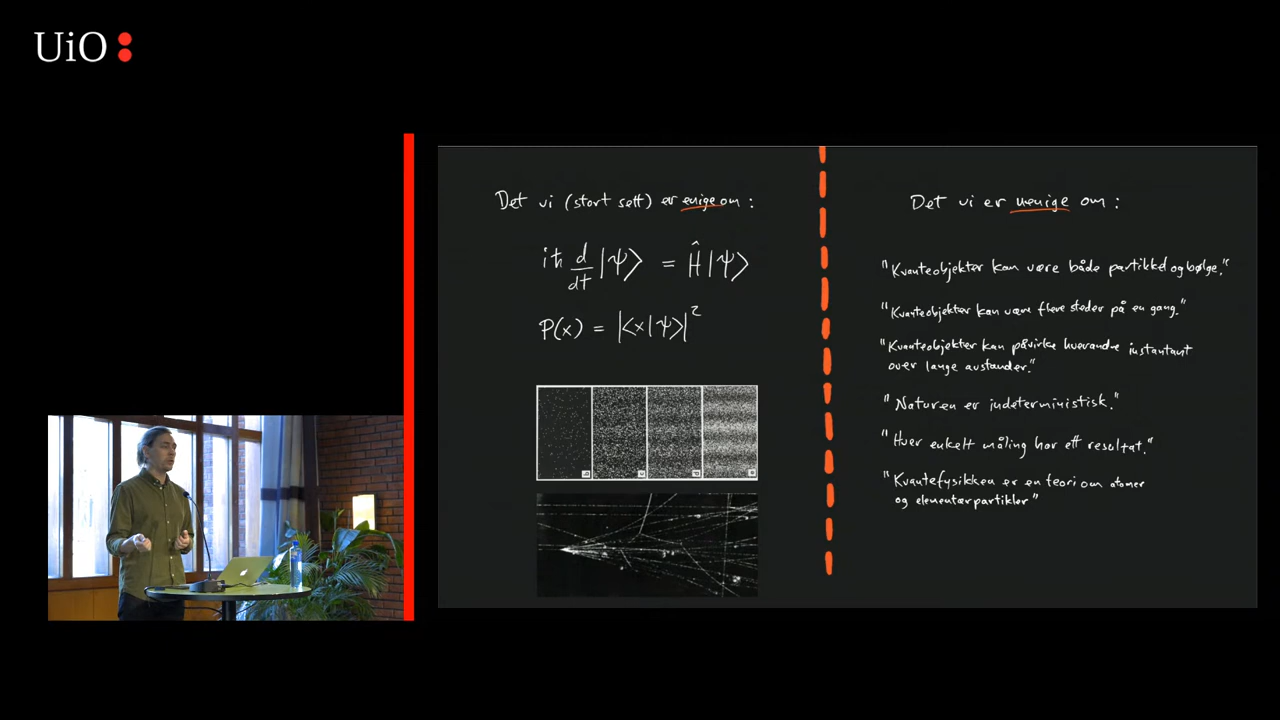 UiO
Det vi (stort sett) er enige om :
iħ d/dt |ψ⟩ = Ĥ|ψ⟩
P(x) = |⟨x|ψ⟩|²
Det vi er uenige om :
"Kvanteobjekter kan være både partikkel og bølge."
"Kvanteobjekter kan være flere steder på en gang."
"Kvanteobjekter kan påvirke hverandre instantant
over lange avstander."
"Naturen er indeterministisk."
"Hver enkelt måling har ett resultat."
"Kvantefysikken er en teori om atomer
og elementærpartikler"